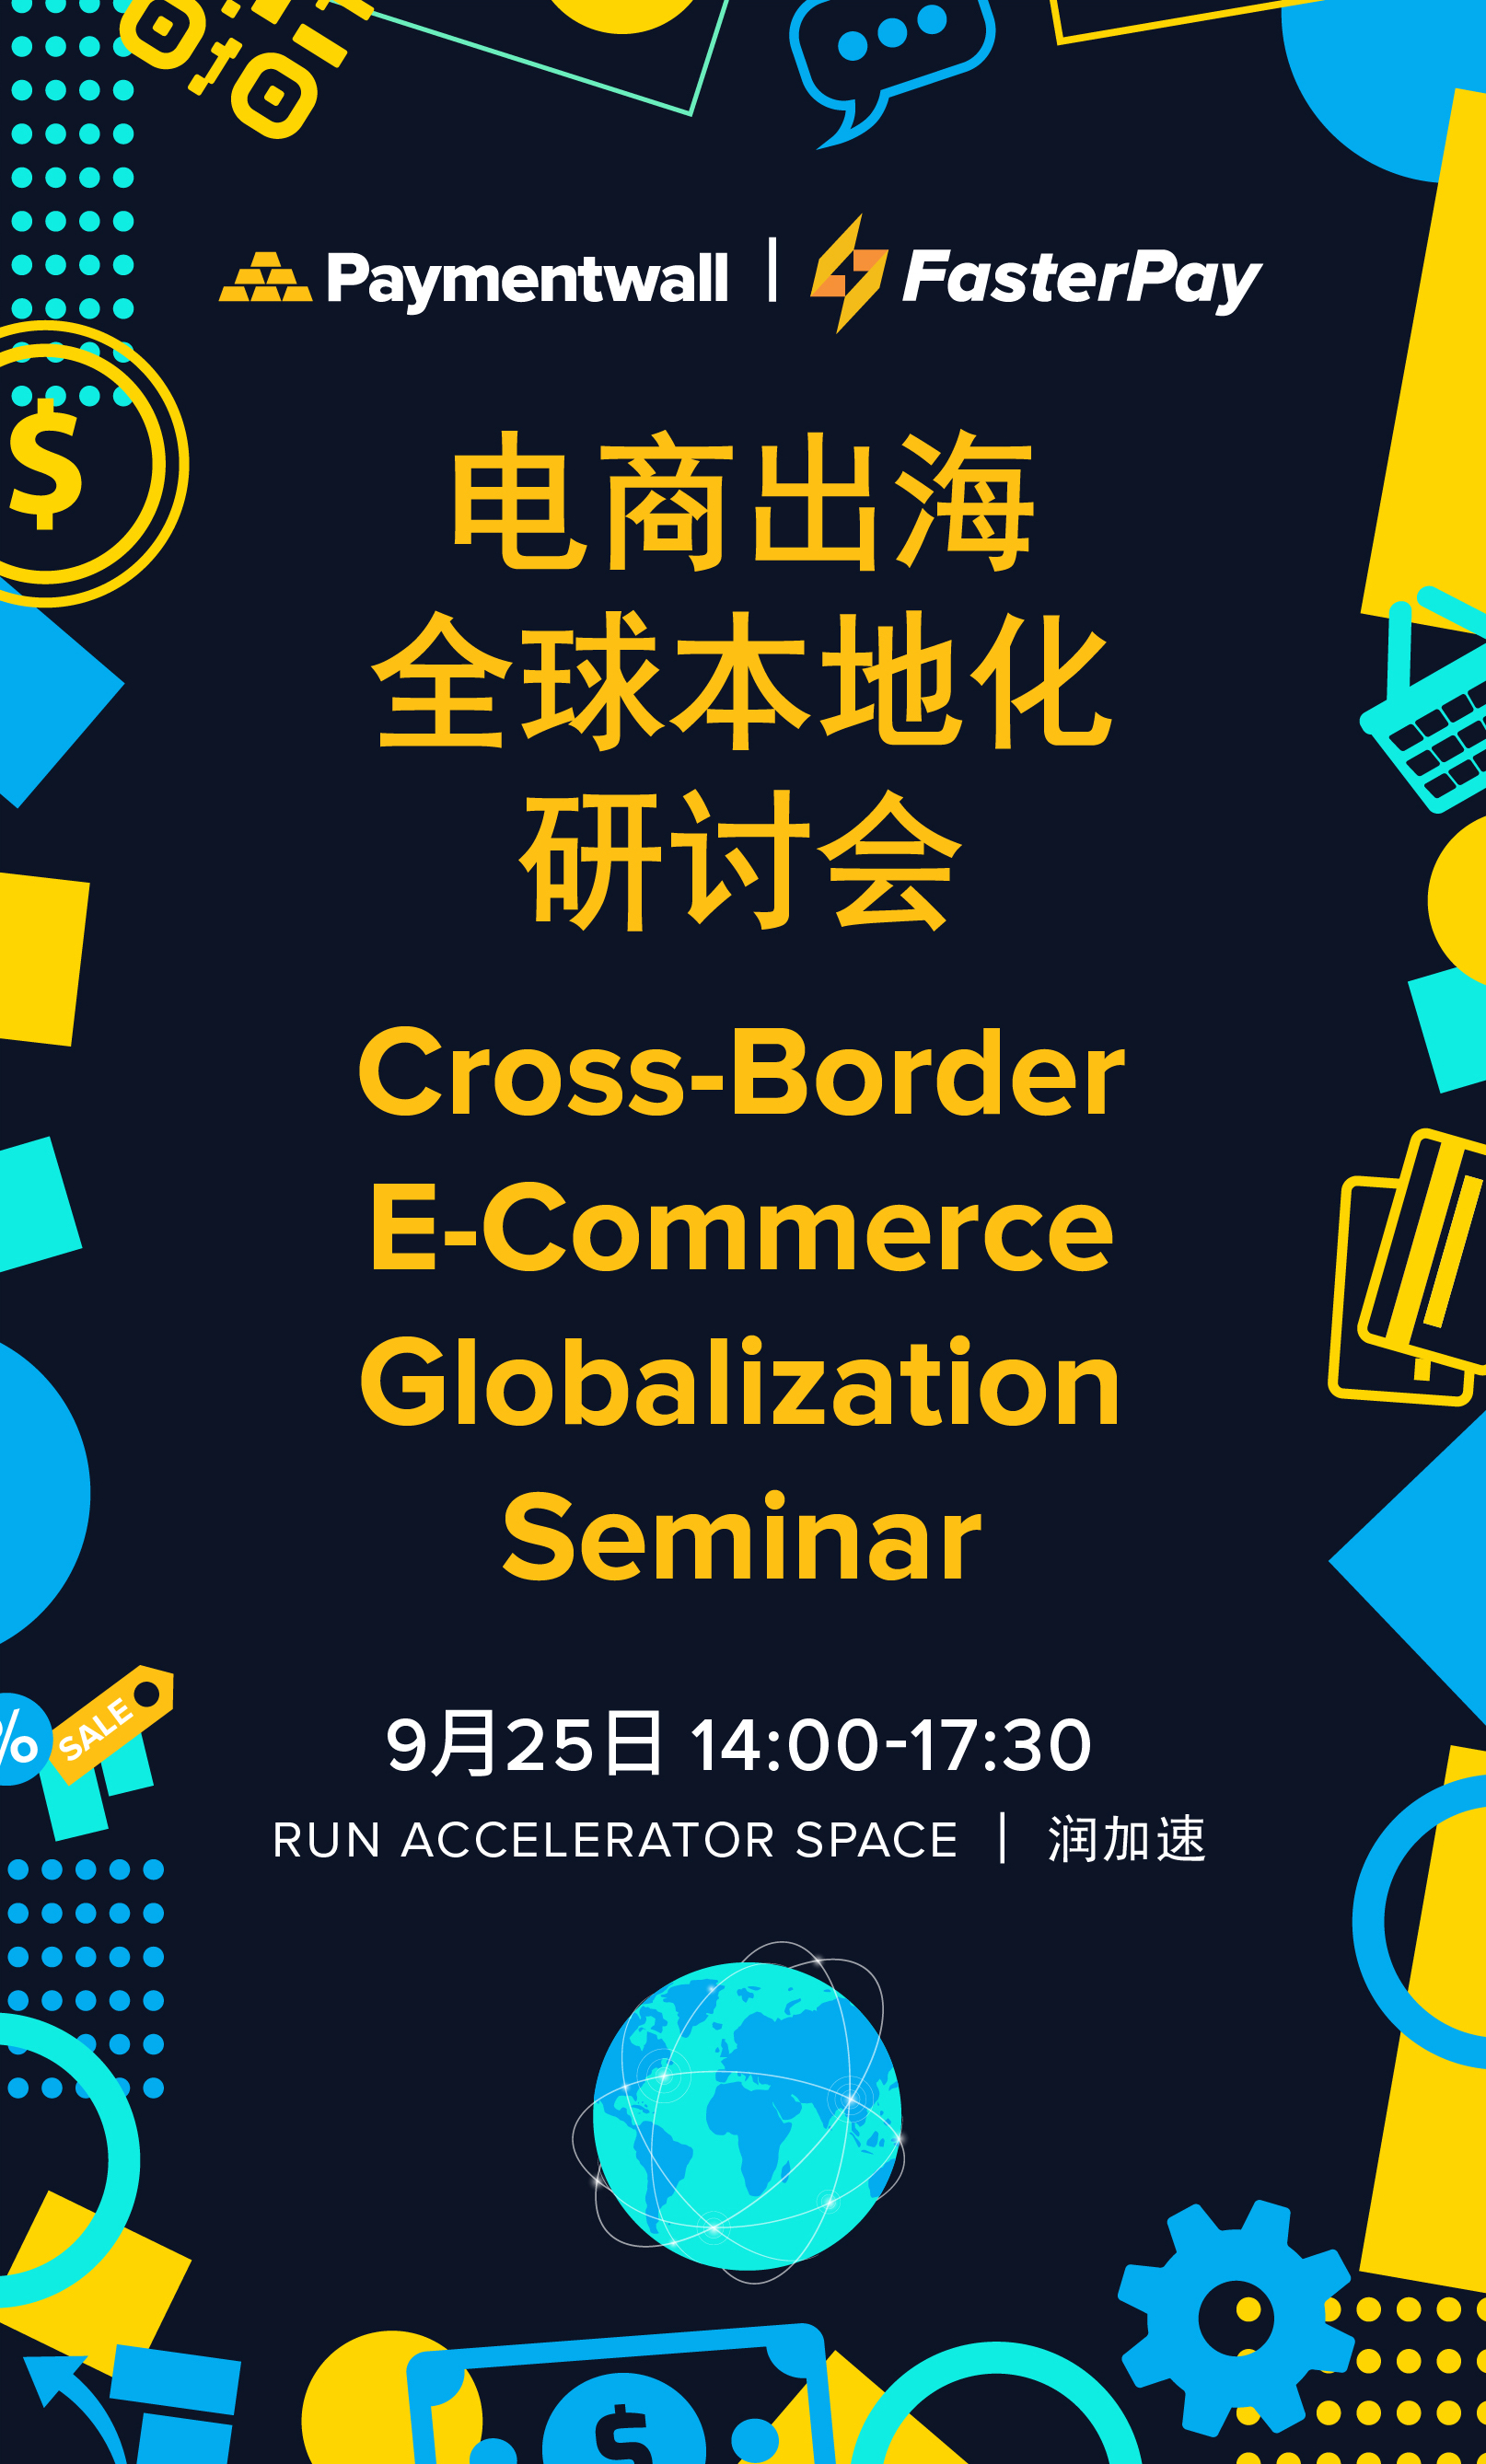 Paymentwall | FasterPay
电商出海
全球本地化
研讨会
Cross-Border
E-Commerce
Globalization
Seminar
9月25日 14:00-17:30
RUN ACCELERATOR SPACE | 润加速
$
% SALE
$